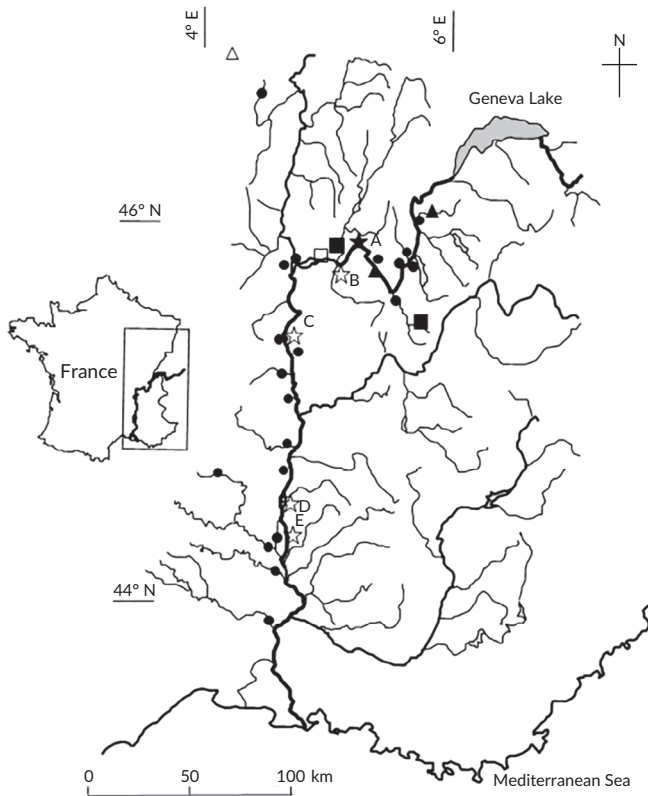 4° E
6° E
N
Geneva Lake
46° N
A
B
C
France
D
E
44° N
0 50 100 km
Mediterranean Sea